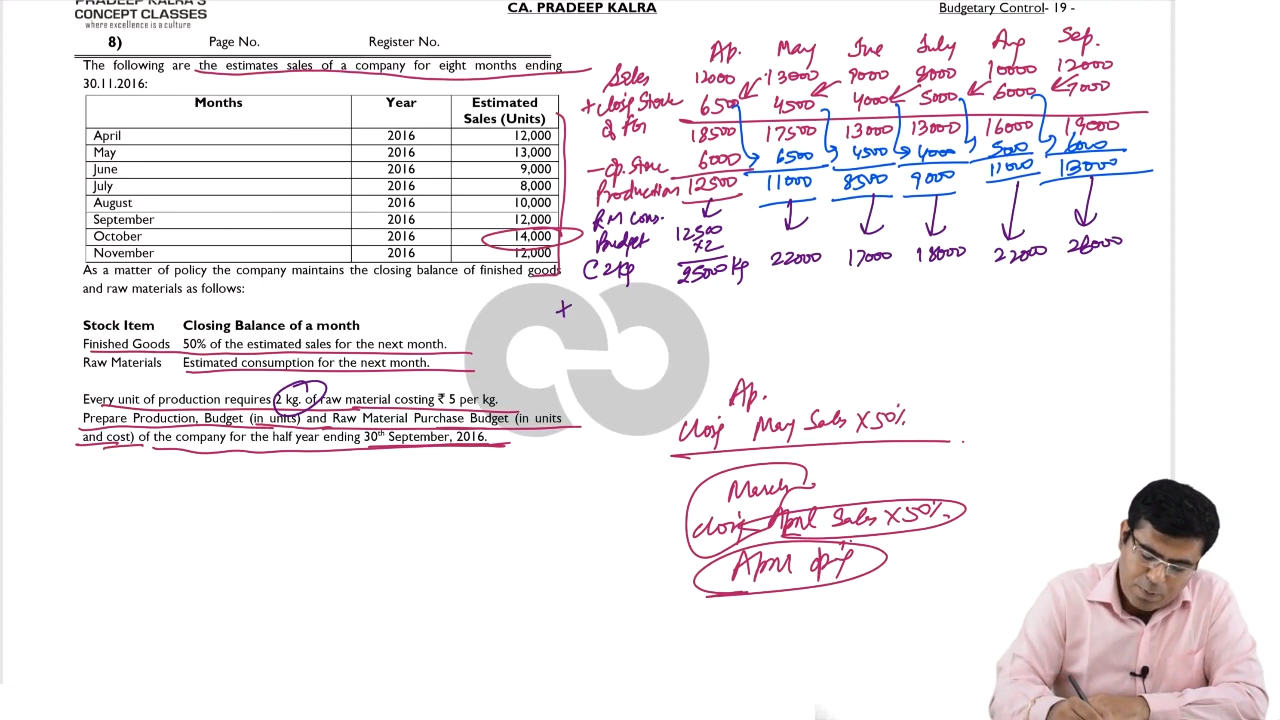 PRADEEP KALRA'S
CONCEPT CLASSES
where excellence is a culture
CA. PRADEEP KALRA
Budgetary Control- 19 -
8) Page No. Register No.
The following are the estimates sales of a company for eight months ending
30.11.2016:
Months Year Estimated Sales (Units)
April 2016 12,000
May 2016 13,000
June 2016 9,000
July 2016 8,000
August 2016 10,000
September 2016 12,000
October 2016 14,000
November 2016 12,000
As a matter of policy the company maintains the closing balance of finished goods
and raw materials as follows:
Stock Item Closing Balance of a month
Finished Goods 50% of the estimated sales for the next month.
Raw Materials Estimated consumption for the next month.
Every unit of production requires 2 kg. of raw material costing ₹ 5 per kg.
Prepare Production, Budget (in units) and Raw Material Purchase Budget (in units
and cost) of the company for the half year ending 30th September, 2016.
Ap. May July Aug Sep.
Sales 12000 13000 9000 8000 10000 12000
+ Stock 6500 4500 4000 5000 6000 7000
18500 17500 13000 13000 16000 19000
- op. Stock 6000 6500 4500 4000 5000 6000
Production 12500 11000 8500 9000 11000 13000
RM Cons. 12500
Budget x2
C 2kg 25000 kg 22000 17000 18000 22000 26000
+
Ap.
May Sales X 50%
March
April Sales X 50%
April